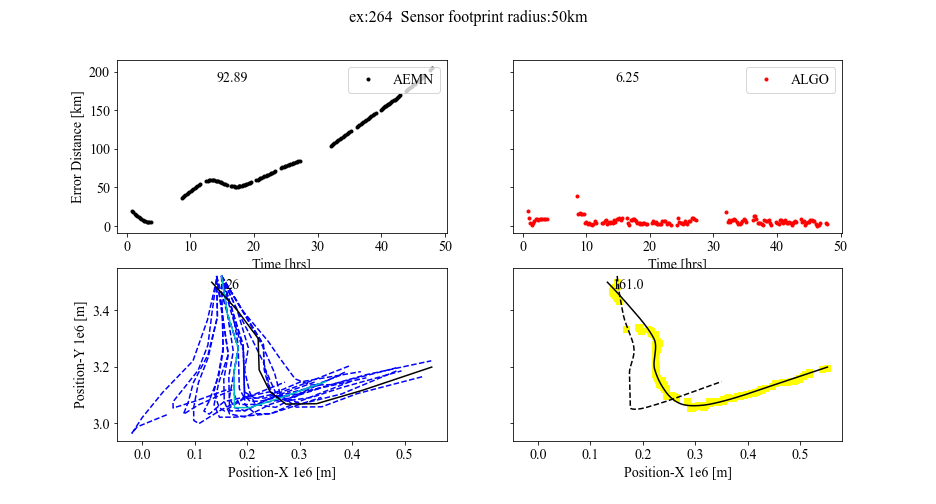 ex:264 Sensor footprint radius:50km
92.89
AEMN
200
150
100
50
0
Error Distance [km]
0 10 20 30 40 50
Time [hrs]
6.25
ALGO
0 10 20 30 40 50
Time [hrs]
26
3.4
3.2
3.0
Position-Y 1e6 [m]
0.0 0.1 0.2 0.3 0.4 0.5
Position-X 1e6 [m]
161.0
0.0 0.1 0.2 0.3 0.4 0.5
Position-X 1e6 [m]